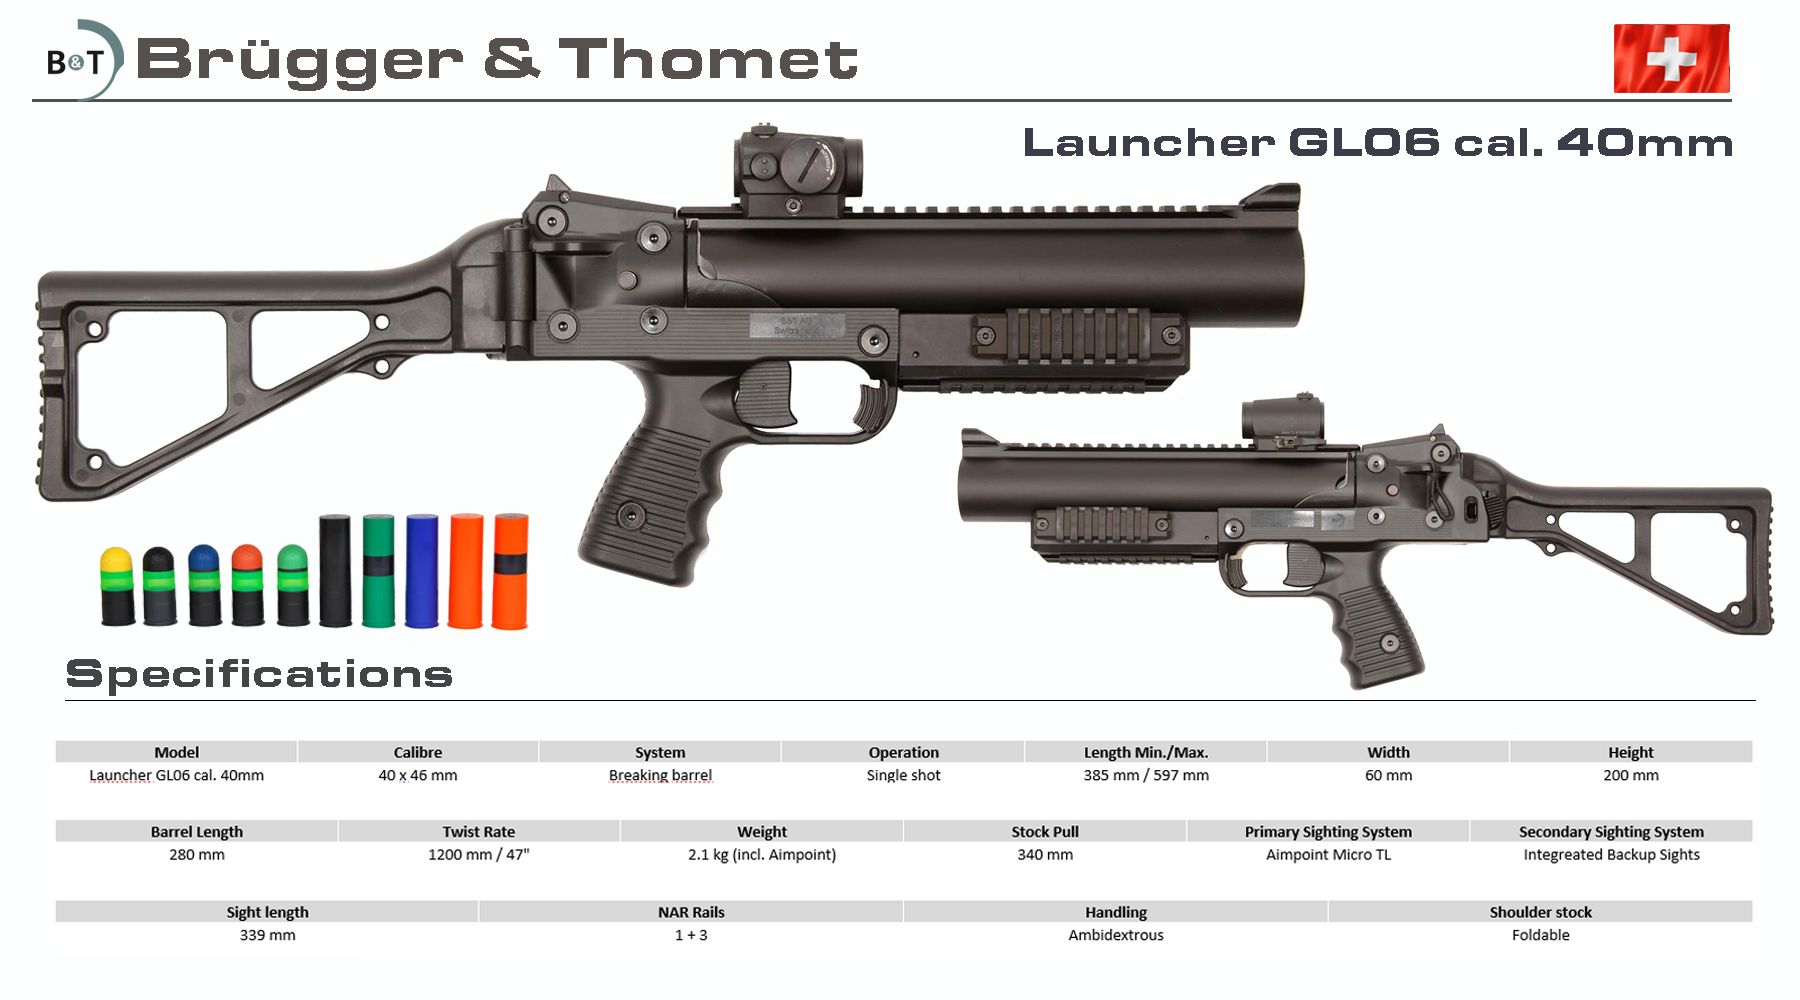 B&T Brügger & Thomet
Launcher GL06 cal. 40mm
B&T AG
Specifications
Model Calibre System Operation Length Min./Max. Width Height
Launcher GL06 cal. 40mm 40 x 46 mm Breaking barrel Single shot 385 mm / 597 mm 60 mm 200 mm
Barrel Length Twist Rate Weight Stock Pull Primary Sighting System Secondary Sighting System
280 mm 1200 mm / 47" 2.1 kg (incl. Aimpoint) 340 mm Aimpoint Micro TL Integreated Backup Sights
Sight length NAR Rails Handling Shoulder stock
339 mm 1 + 3 Ambidextrous Foldable